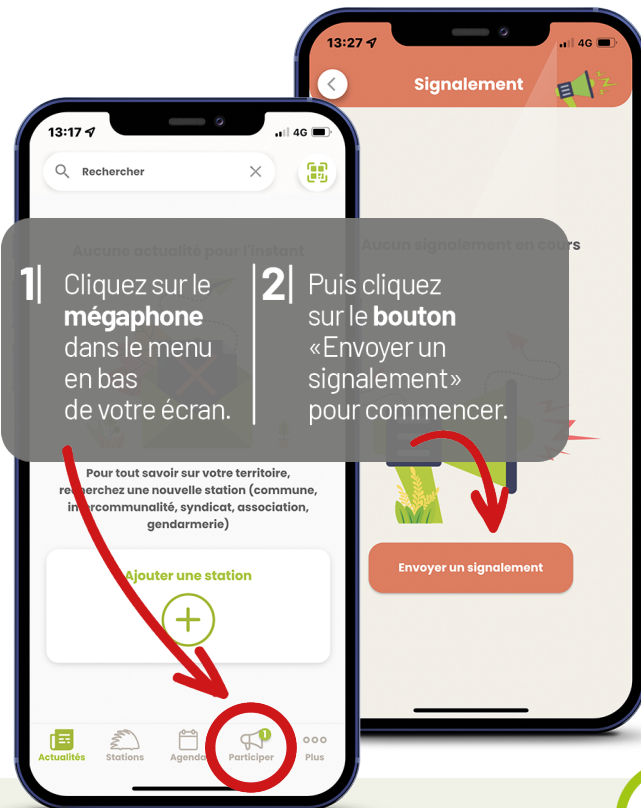 13:27
4G
Signalement
13:17
4G
Rechercher
Aucune actualité pour l'instant
Aucun signalement en cours
1| Cliquez sur le
mégaphone
dans le menu
en bas
de votre écran.
2| Puis cliquez
sur le bouton
«Envoyer un
signalement»
pour commencer.
Pour tout savoir sur votre territoire,
recherchez une nouvelle station (commune,
intercommunalité, syndicat, association,
gendarmerie)
Ajouter une station
Envoyer un signalement
1
Actualités
Stations
Agenda
Participer
Plus